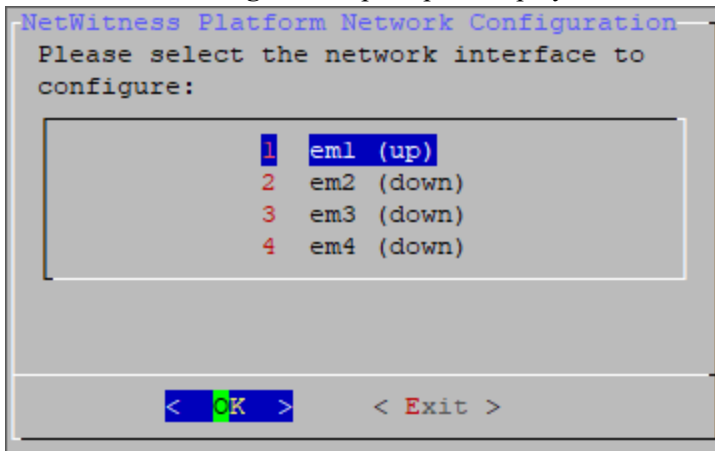 NetWitness Platform Network Configuration
Please select the network interface to
configure:
1 em1 (up)
2 em2 (down)
3 em3 (down)
4 em4 (down)
< OK > < Exit >